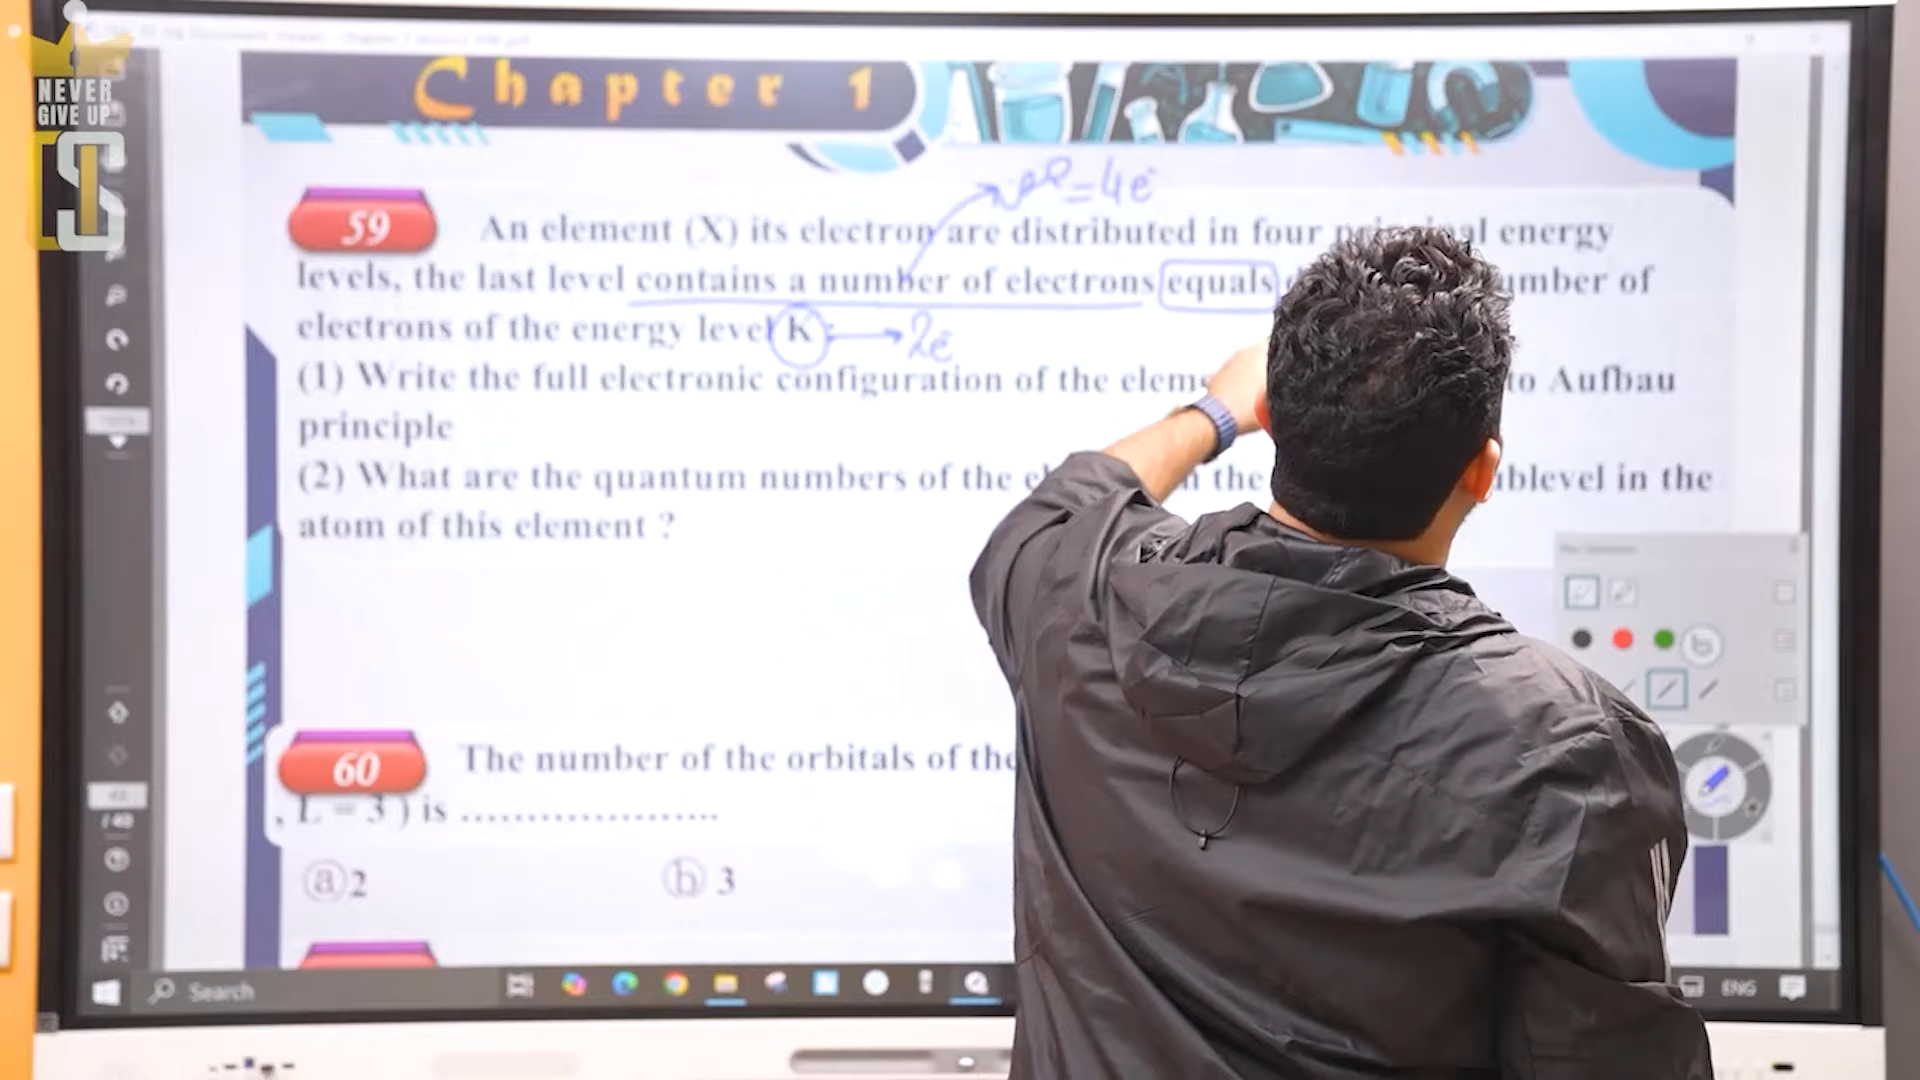 NEVER
GIVE UP
Chapter 1
=4e⁻
59 An element (X) its electron are distributed in four energy
levels, the last level contains a number of electrons equals number of
electrons of the energy level K → 2e⁻
(1) Write the full electronic configuration of the to Aufbau
principle
(2) What are the quantum numbers of the the sublevel in the
atom of this element ?
60 The number of the orbitals of the
, L = 3 ) is ....................
a 2
b 3
Search
ENG